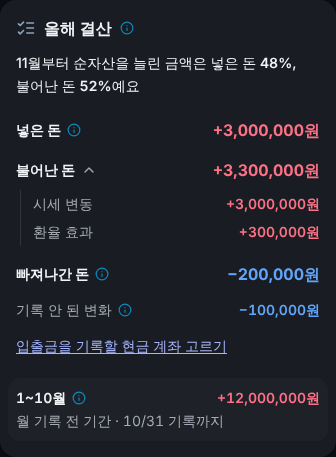 올해 결산
11월부터 순자산을 늘린 금액은 넣은 돈 48%,
불어난 돈 52%예요
넣은 돈 +3,000,000원
불어난 돈 +3,300,000원
시세 변동 +3,000,000원
환율 효과 +300,000원
빠져나간 돈 −200,000원
기록 안 된 변화 −100,000원
입출금을 기록할 현금 계좌 고르기
1~10월 +12,000,000원
월 기록 전 기간 · 10/31 기록까지